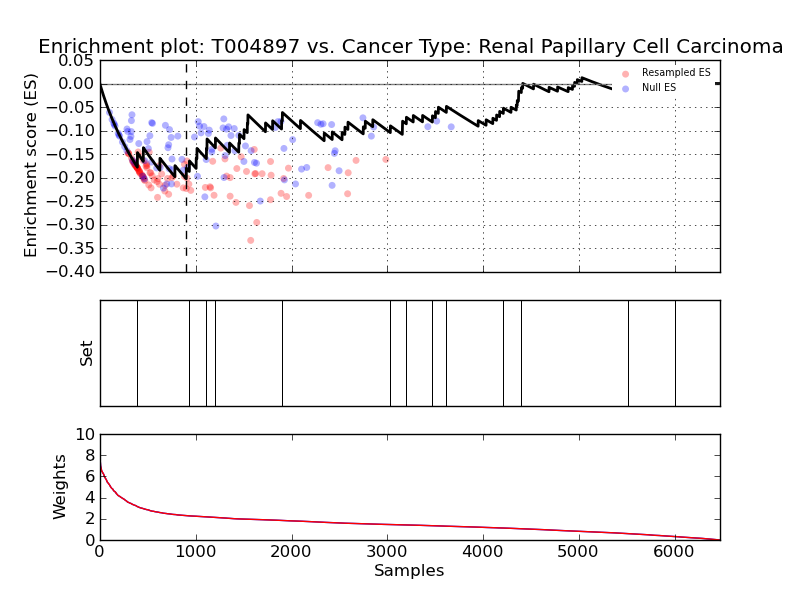 Enrichment plot: T004897 vs. Cancer Type: Renal Papillary Cell Carcinoma
Enrichment score (ES)
0.05
0.00
−0.05
−0.10
−0.15
−0.20
−0.25
−0.30
−0.35
−0.40
Resampled ES
Null ES
Set
Weights
10
8
6
4
2
0
0 1000 2000 3000 4000 5000 6000
Samples